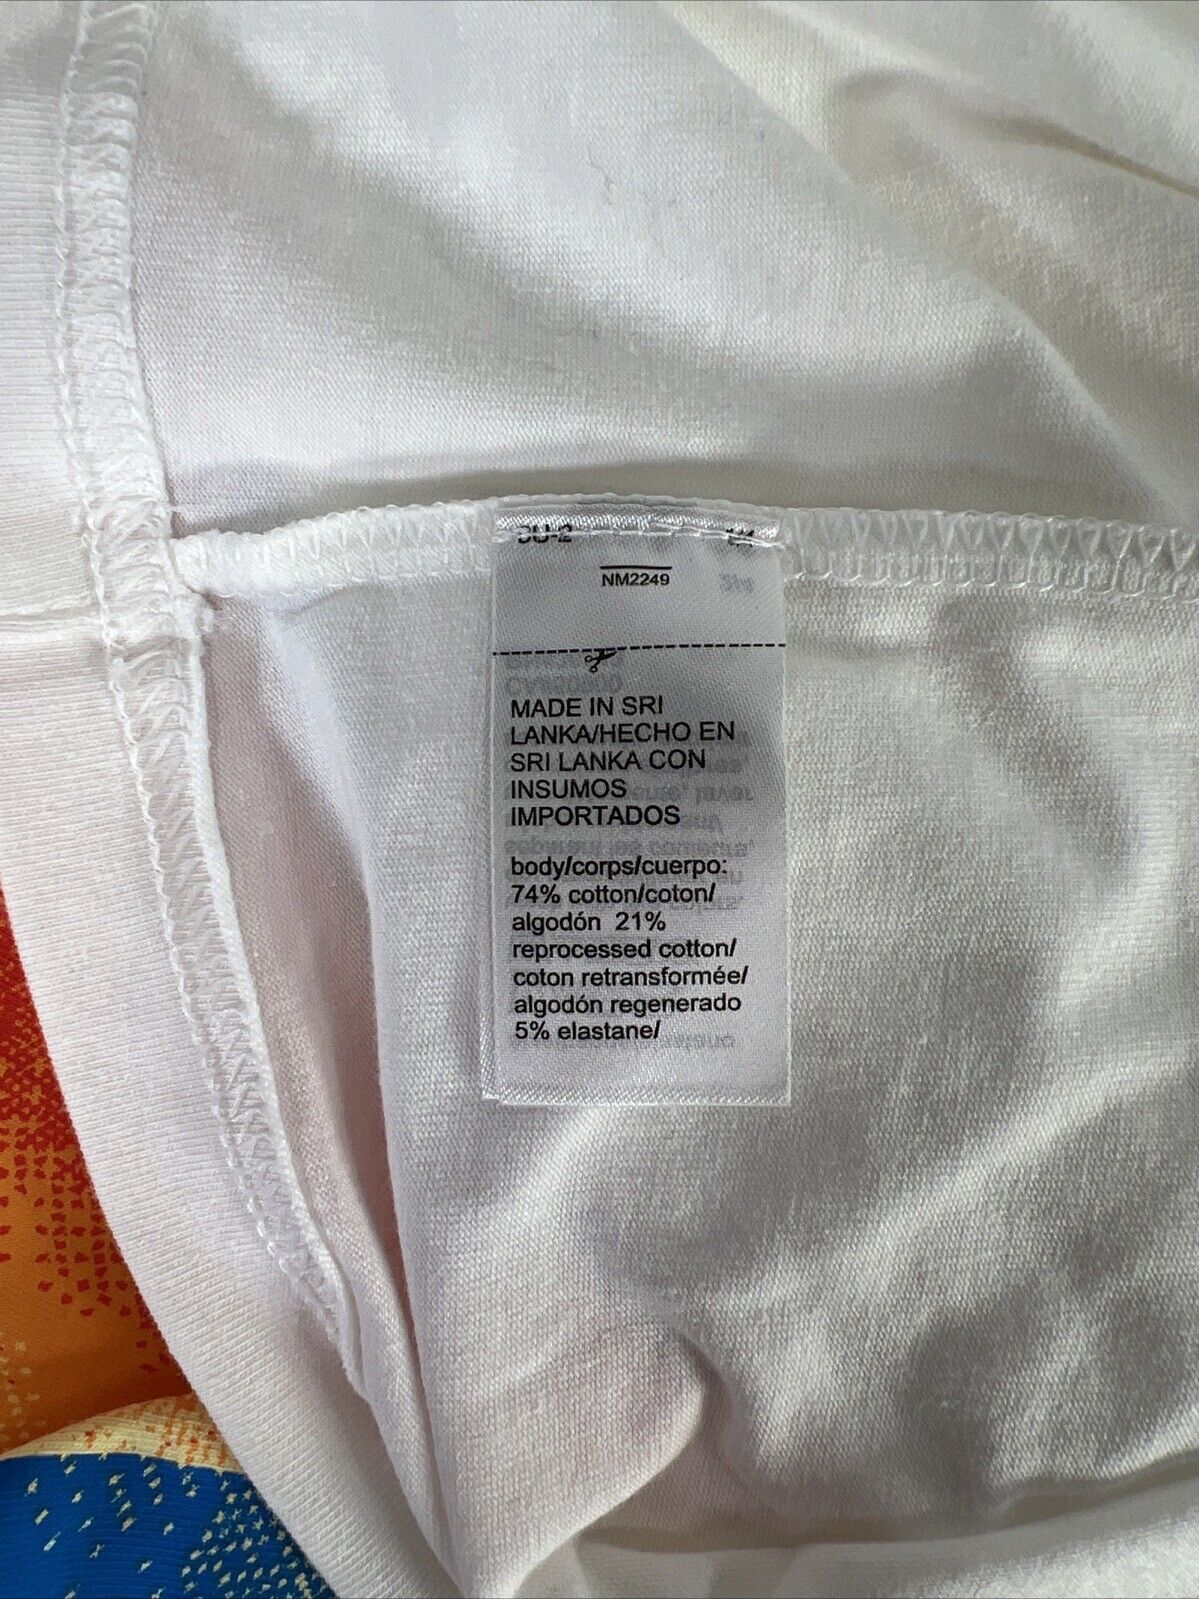 NM2249
MADE IN SRI
LANKA/HECHO EN
SRI LANKA CON
INSUMOS
IMPORTADOS
body/corps/cuerpo:
74% cotton/coton/
algodón 21%
reprocessed cotton/
coton retransformée/
algodón regenerado
5% elastane/